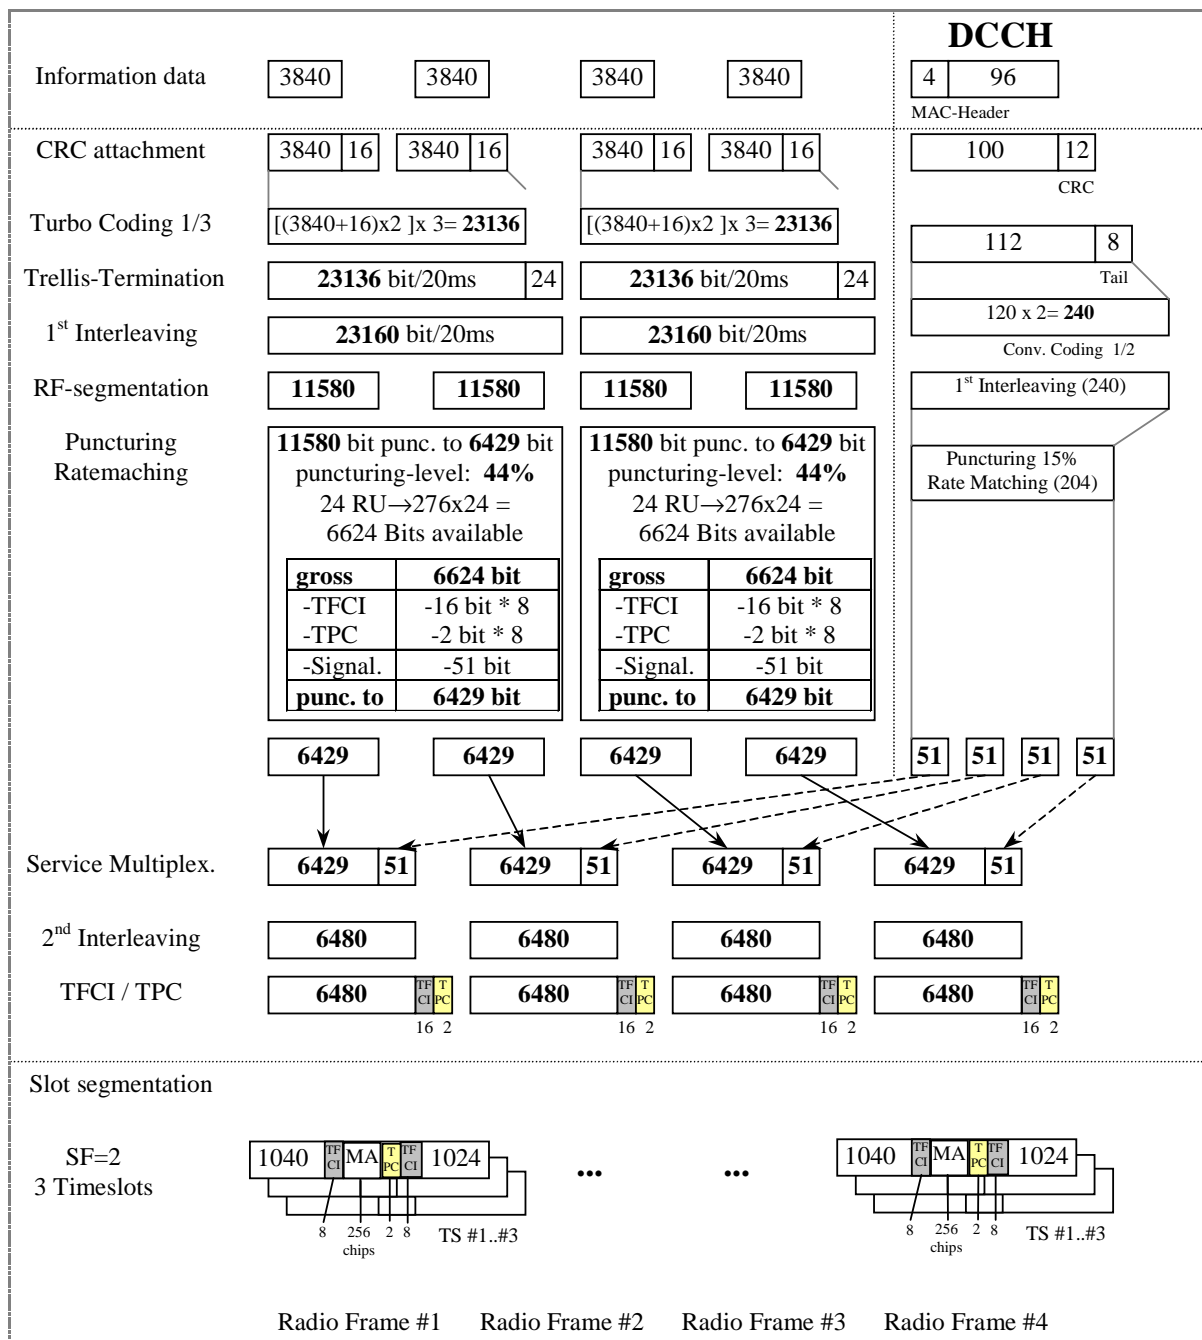 DCCH
Information data 3840 3840 3840 3840 4 96
MAC-Header
CRC attachment 3840 16 3840 16 3840 16 3840 16 100 12
CRC
Turbo Coding 1/3 [(3840+16)x2 ]x 3= 23136 [(3840+16)x2 ]x 3= 23136
112 8
Trellis-Termination 23136 bit/20ms 24 23136 bit/20ms 24
Tail
120 x 2= 240
1st Interleaving 23160 bit/20ms 23160 bit/20ms
Conv. Coding 1/2
RF-segmentation 11580 11580 11580 11580 1st Interleaving (240)
Puncturing 11580 bit punc. to 6429 bit 11580 bit punc. to 6429 bit
Ratemaching puncturing-level: 44% puncturing-level: 44%
Puncturing 15%
Rate Matching (204)
24 RU→276x24 = 24 RU→276x24 =
6624 Bits available 6624 Bits available
gross 6624 bit gross 6624 bit
-TFCI -16 bit * 8 -TFCI -16 bit * 8
-TPC -2 bit * 8 -TPC -2 bit * 8
-Signal. -51 bit -Signal. -51 bit
punc. to 6429 bit punc. to 6429 bit
6429 6429 6429 6429 51 51 51 51
Service Multiplex. 6429 51 6429 51 6429 51 6429 51
2nd Interleaving 6480 6480 6480 6480
TFCI / TPC 6480 TF CI T PC 6480 TF CI T PC 6480 TF CI T PC 6480 TF CI T PC
16 2 16 2 16 2 16 2
Slot segmentation
SF=2
3 Timeslots
1040 TF CI MA T PC TF CI 1024 ... ... 1040 TF CI MA T PC TF CI 1024
8 256 2 8 TS #1..#3 8 256 2 8 TS #1..#3
chips chips
Radio Frame #1 Radio Frame #2 Radio Frame #3 Radio Frame #4